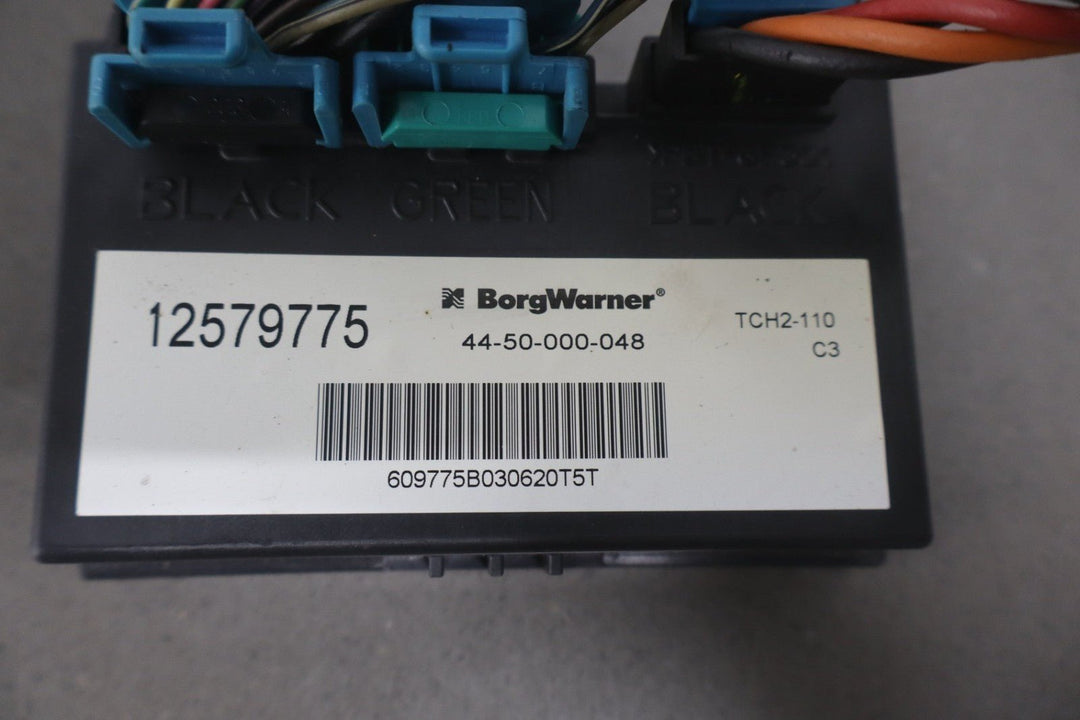 BLACK GREEN BLACK
12579775
BorgWarner®
44-50-000-048
TCH2-110
C3
609775B030620T5T